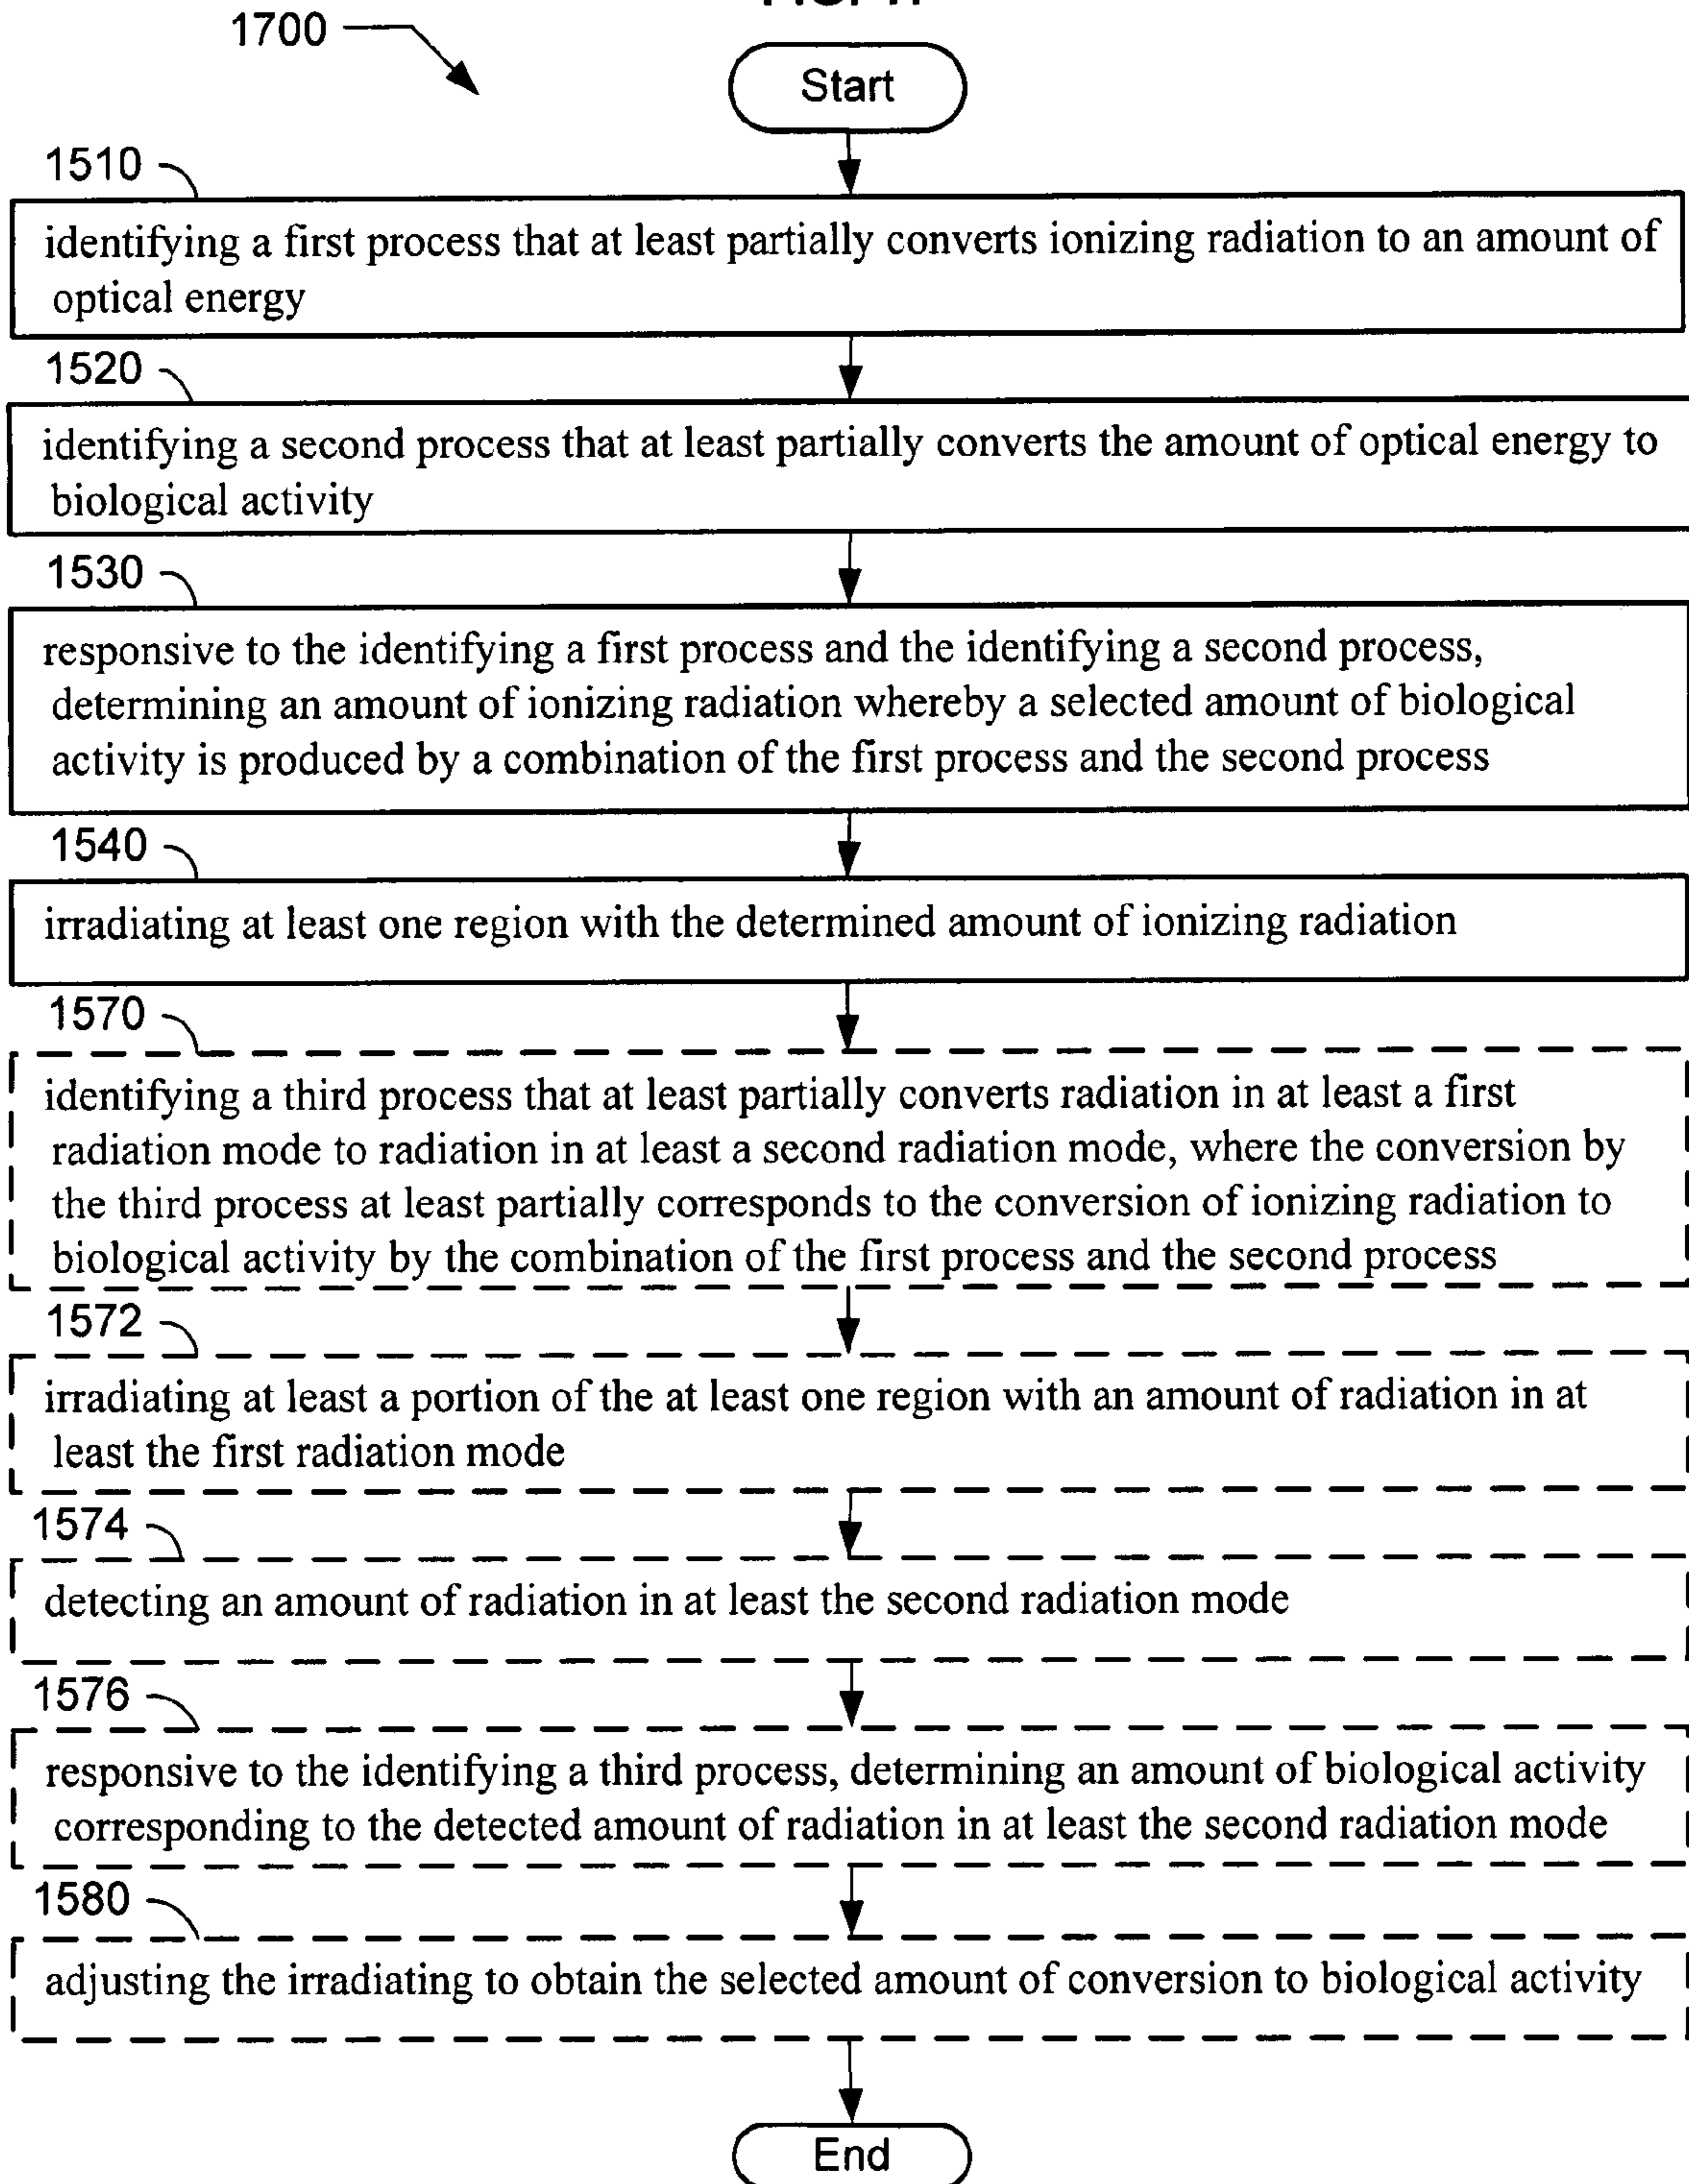 1700
Start
1510
identifying a first process that at least partially converts ionizing radiation to an amount of
optical energy
1520
identifying a second process that at least partially converts the amount of optical energy to
biological activity
1530
responsive to the identifying a first process and the identifying a second process,
determining an amount of ionizing radiation whereby a selected amount of biological
activity is produced by a combination of the first process and the second process
1540
irradiating at least one region with the determined amount of ionizing radiation
1570
identifying a third process that at least partially converts radiation in at least a first
radiation mode to radiation in at least a second radiation mode, where the conversion by
the third process at least partially corresponds to the conversion of ionizing radiation to
biological activity by the combination of the first process and the second process
1572
irradiating at least a portion of the at least one region with an amount of radiation in at
least the first radiation mode
1574
detecting an amount of radiation in at least the second radiation mode
1576
responsive to the identifying a third process, determining an amount of biological activity
corresponding to the detected amount of radiation in at least the second radiation mode
1580
adjusting the irradiating to obtain the selected amount of conversion to biological activity
End